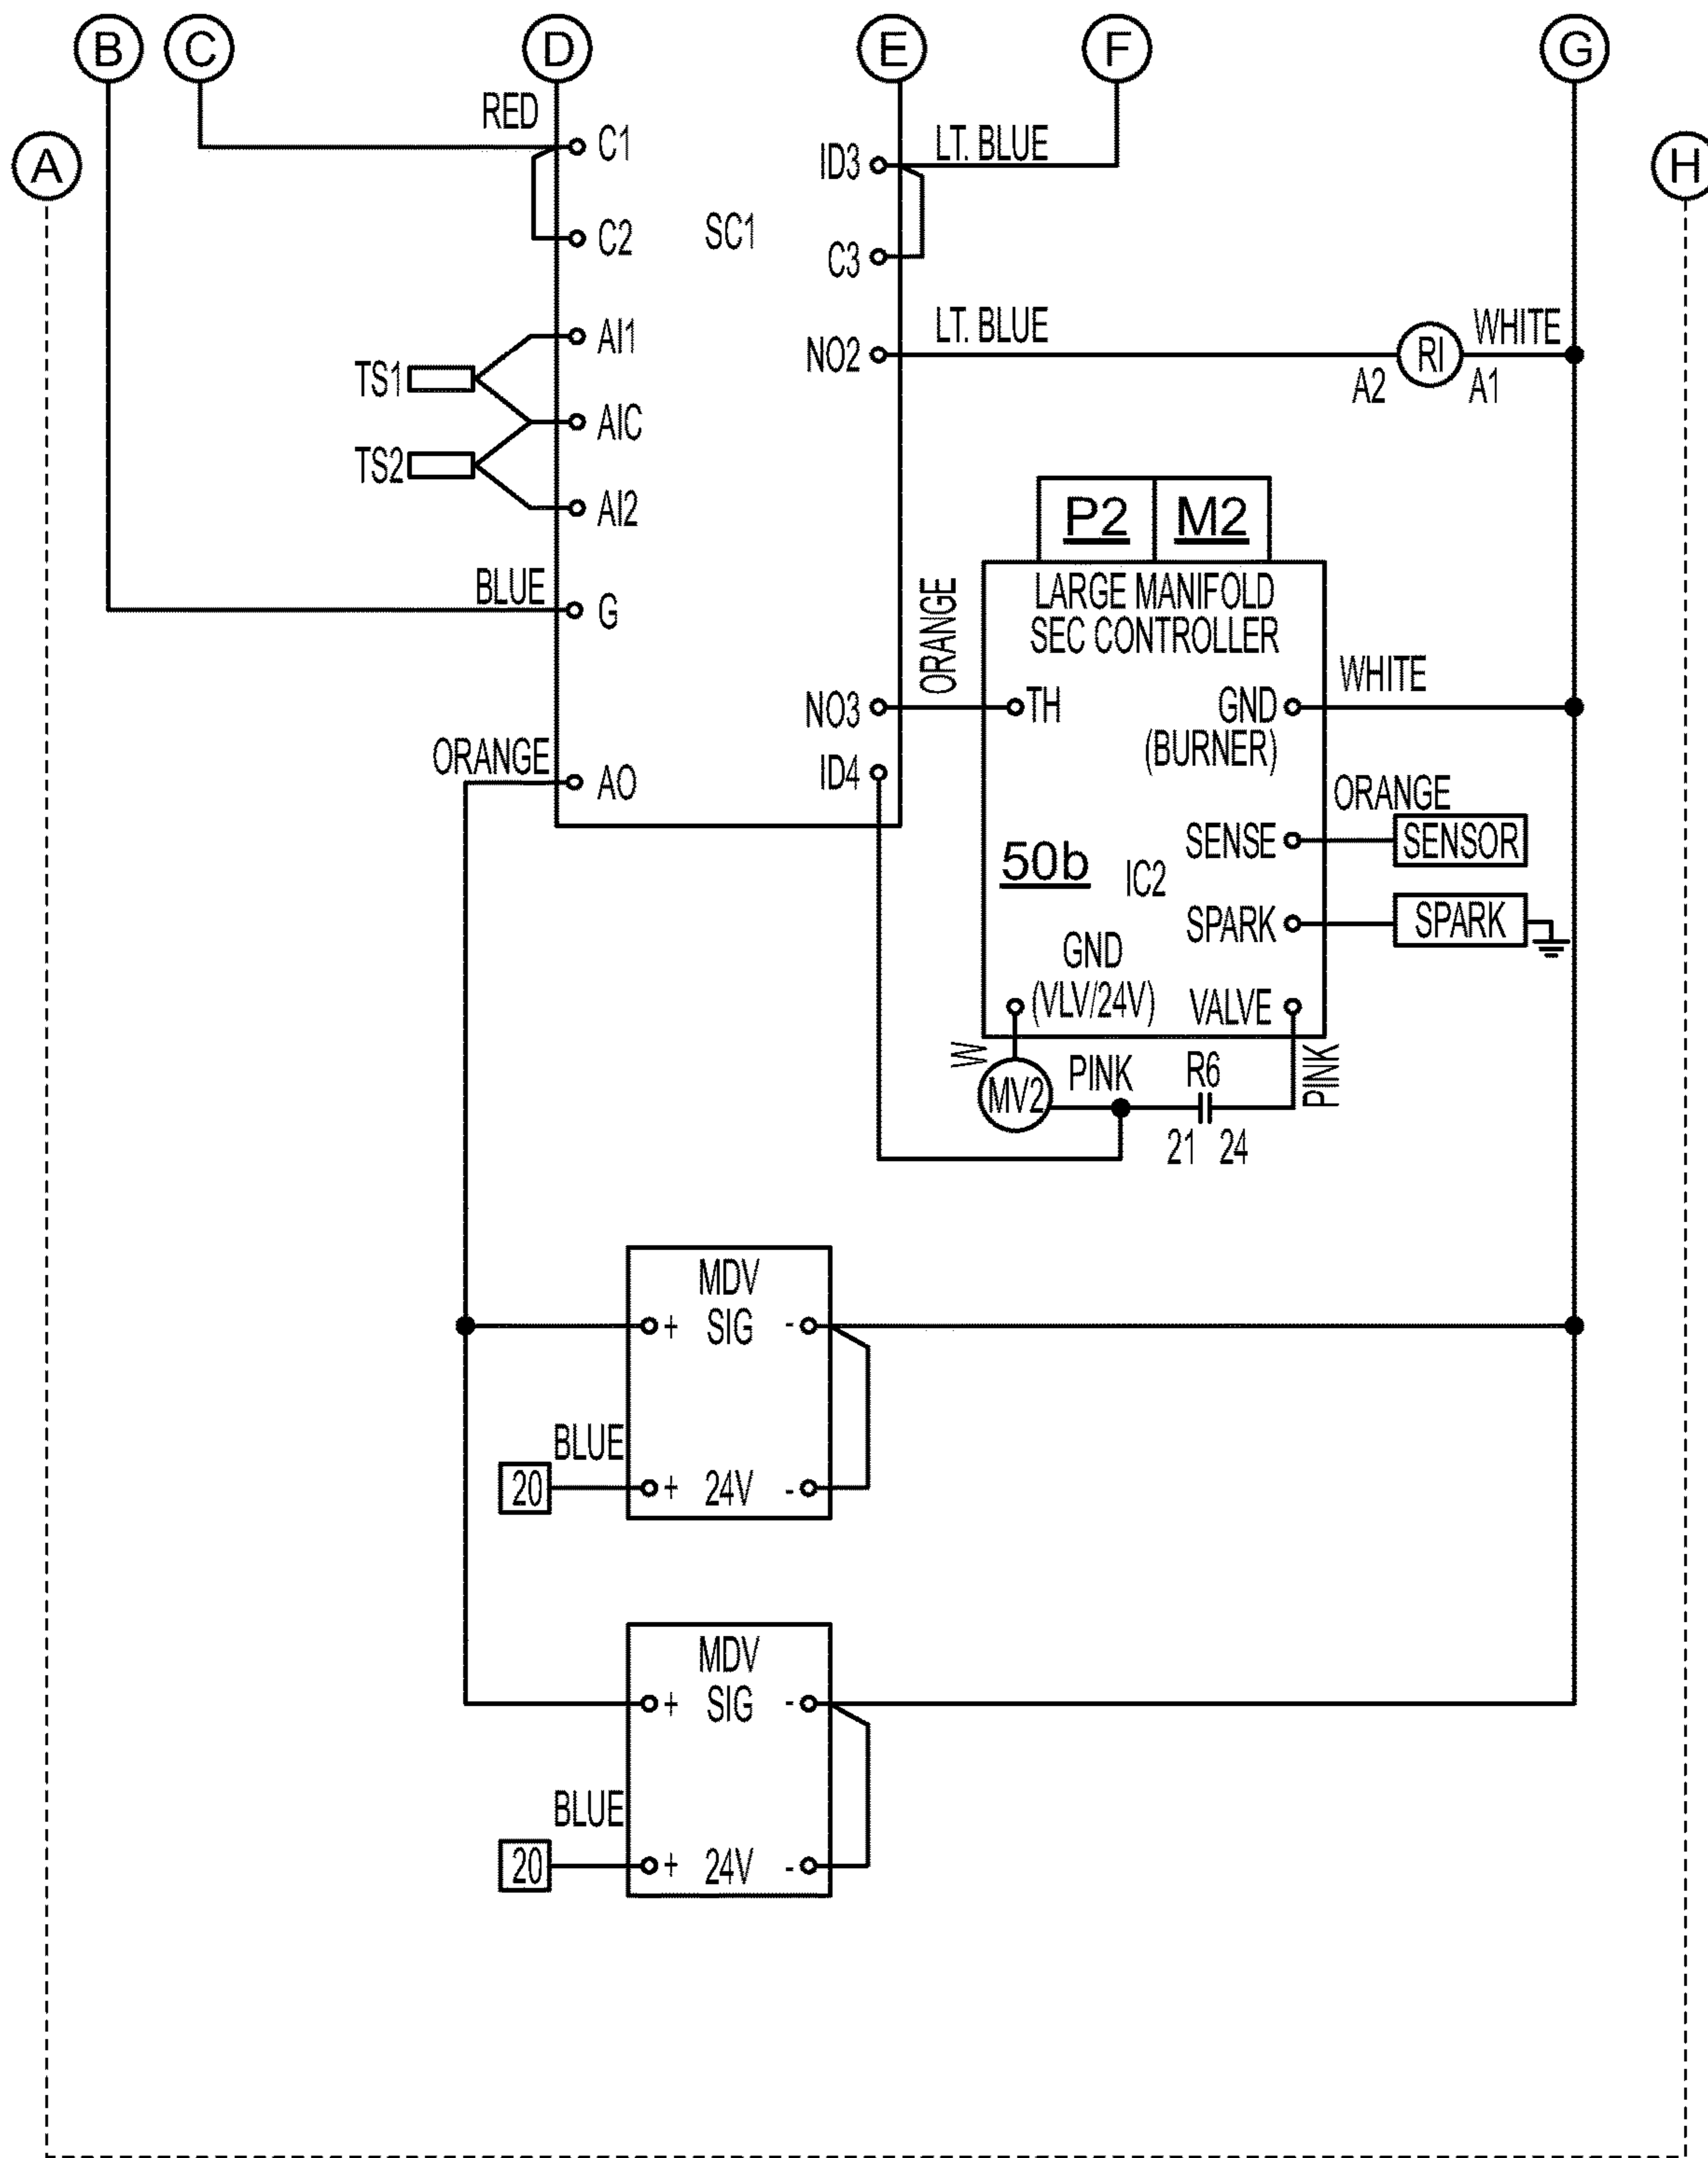 B C D E F G
A
H
RED
C1
C2
SC1
ID3
LT. BLUE
C3
AI1
TS1
AIC
TS2
AI2
NO2
LT. BLUE
RI
WHITE
A2
A1
P2 M2
BLUE
G
LARGE MANIFOLD
SEC CONTROLLER
ORANGE
NO3
TH
GND
(BURNER)
WHITE
ORANGE
AO
ID4
ORANGE
SENSE
SENSOR
50b
IC2
SPARK
SPARK
GND
(VLV/24V)
VALVE
W
MV2
PINK
R6
PINK
21 24
MDV
+ SIG -
BLUE
20
+ 24V -
MDV
+ SIG -
BLUE
20
+ 24V -